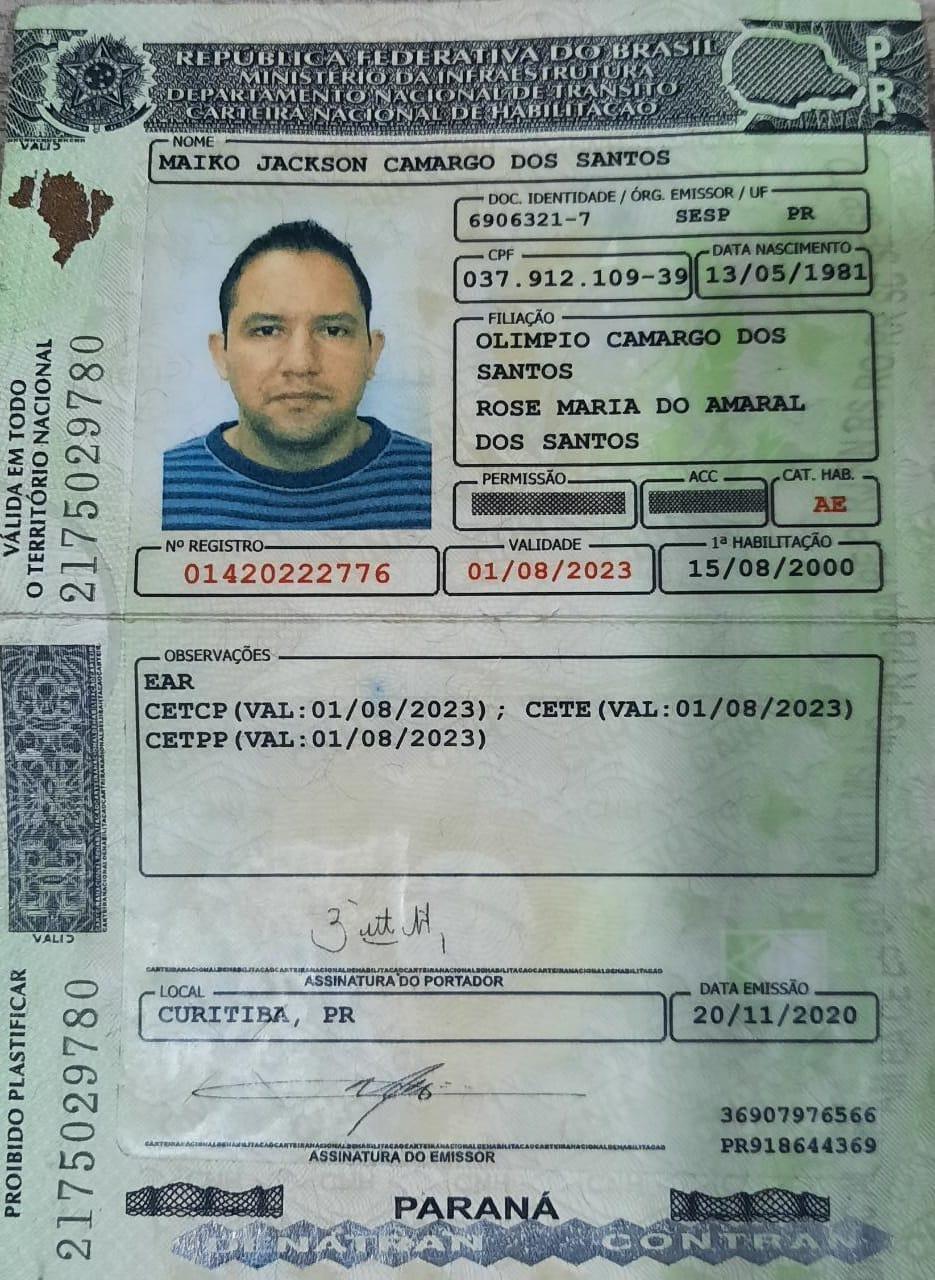 REPÚBLICA FEDERATIVA DO BRASIL
MINISTÉRIO DA INFRAESTRUTURA
DEPARTAMENTO NACIONAL DE TRÂNSITO
CARTEIRA NACIONAL DE HABILITAÇÃO
PR
NOME
MAIKO JACKSON CAMARGO DOS SANTOS
DOC. IDENTIDADE / ÓRG. EMISSOR / UF
6906321-7 SESP PR
CPF
037.912.109-39
DATA NASCIMENTO
13/05/1981
FILIAÇÃO
OLIMPIO CAMARGO DOS
SANTOS
ROSE MARIA DO AMARAL
DOS SANTOS
PERMISSÃO
ACC
CAT. HAB.
AE
Nº REGISTRO
01420222776
VALIDADE
01/08/2023
1ª HABILITAÇÃO
15/08/2000
VÁLIDA EM TODO
O TERRITÓRIO NACIONAL
2175029780
OBSERVAÇÕES
EAR
CETCP(VAL:01/08/2023); CETE(VAL:01/08/2023)
CETPP(VAL:01/08/2023)
ASSINATURA DO PORTADOR
LOCAL
CURITIBA, PR
DATA EMISSÃO
20/11/2020
36907976566
PR918644369
ASSINATURA DO EMISSOR
PROIBIDO PLASTIFICAR
2175029780
PARANÁ
DENATRAN CONTRAN